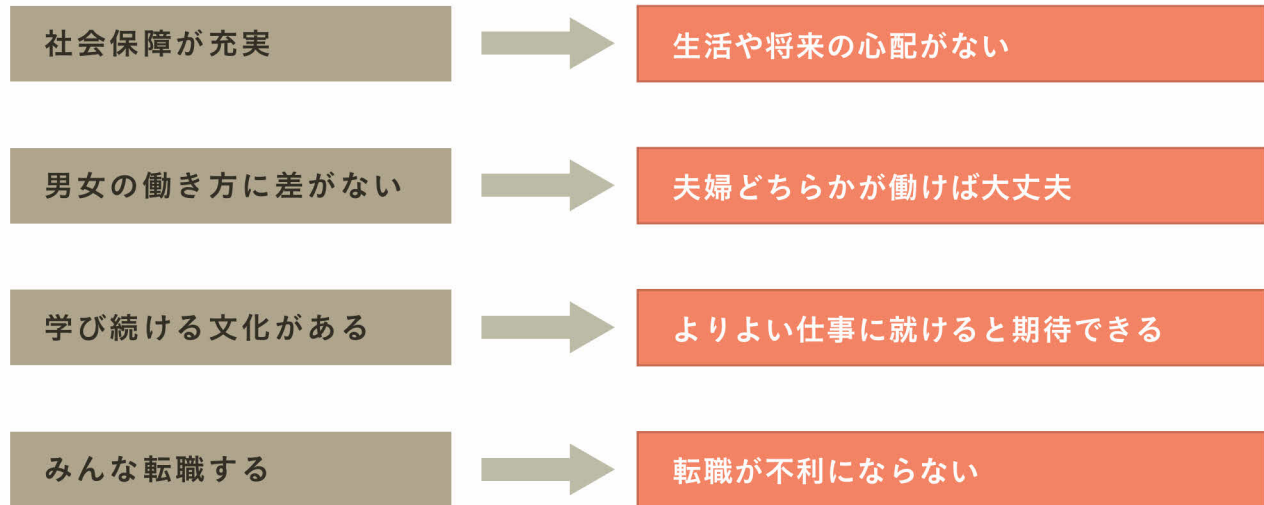 社会保障が充実
生活や将来の心配がない
男女の働き方に差がない
夫婦どちらかが働けば大丈夫
学び続ける文化がある
よりよい仕事に就けると期待できる
みんな転職する
転職が不利にならない